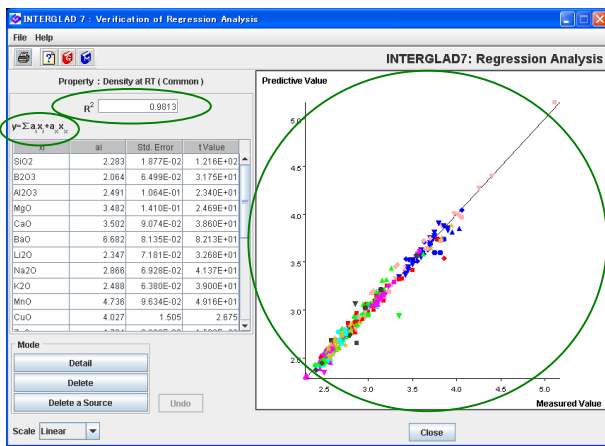 INTERGLAD 7 : Verification of Regression Analysis
File Help
INTERGLAD7: Regression Analysis
Property : Density at RT ( Common )
R2 0.9813
y=Σaixi+axxx
xi ai Std. Error t Value
SiO2 2.283 1.877E-02 1.216E+02
B2O3 2.064 6.499E-02 3.175E+01
Al2O3 2.491 1.064E-01 2.340E+01
MgO 3.482 1.410E-01 2.469E+01
CaO 3.502 9.074E-02 3.860E+01
BaO 6.682 8.135E-02 8.213E+01
Li2O 2.347 7.181E-02 3.268E+01
Na2O 2.866 6.928E-02 4.137E+01
K2O 2.488 6.380E-02 3.900E+01
MnO 4.736 9.634E-02 4.916E+01
CuO 4.027 1.505 2.675
Mode
Detail
Delete
Delete a Source
Undo
Scale Linear
Predictive Value
5.0
4.5
4.0
3.5
3.0
2.5
2.5 3.0 3.5 4.0 4.5 5.0
Measured Value
Close